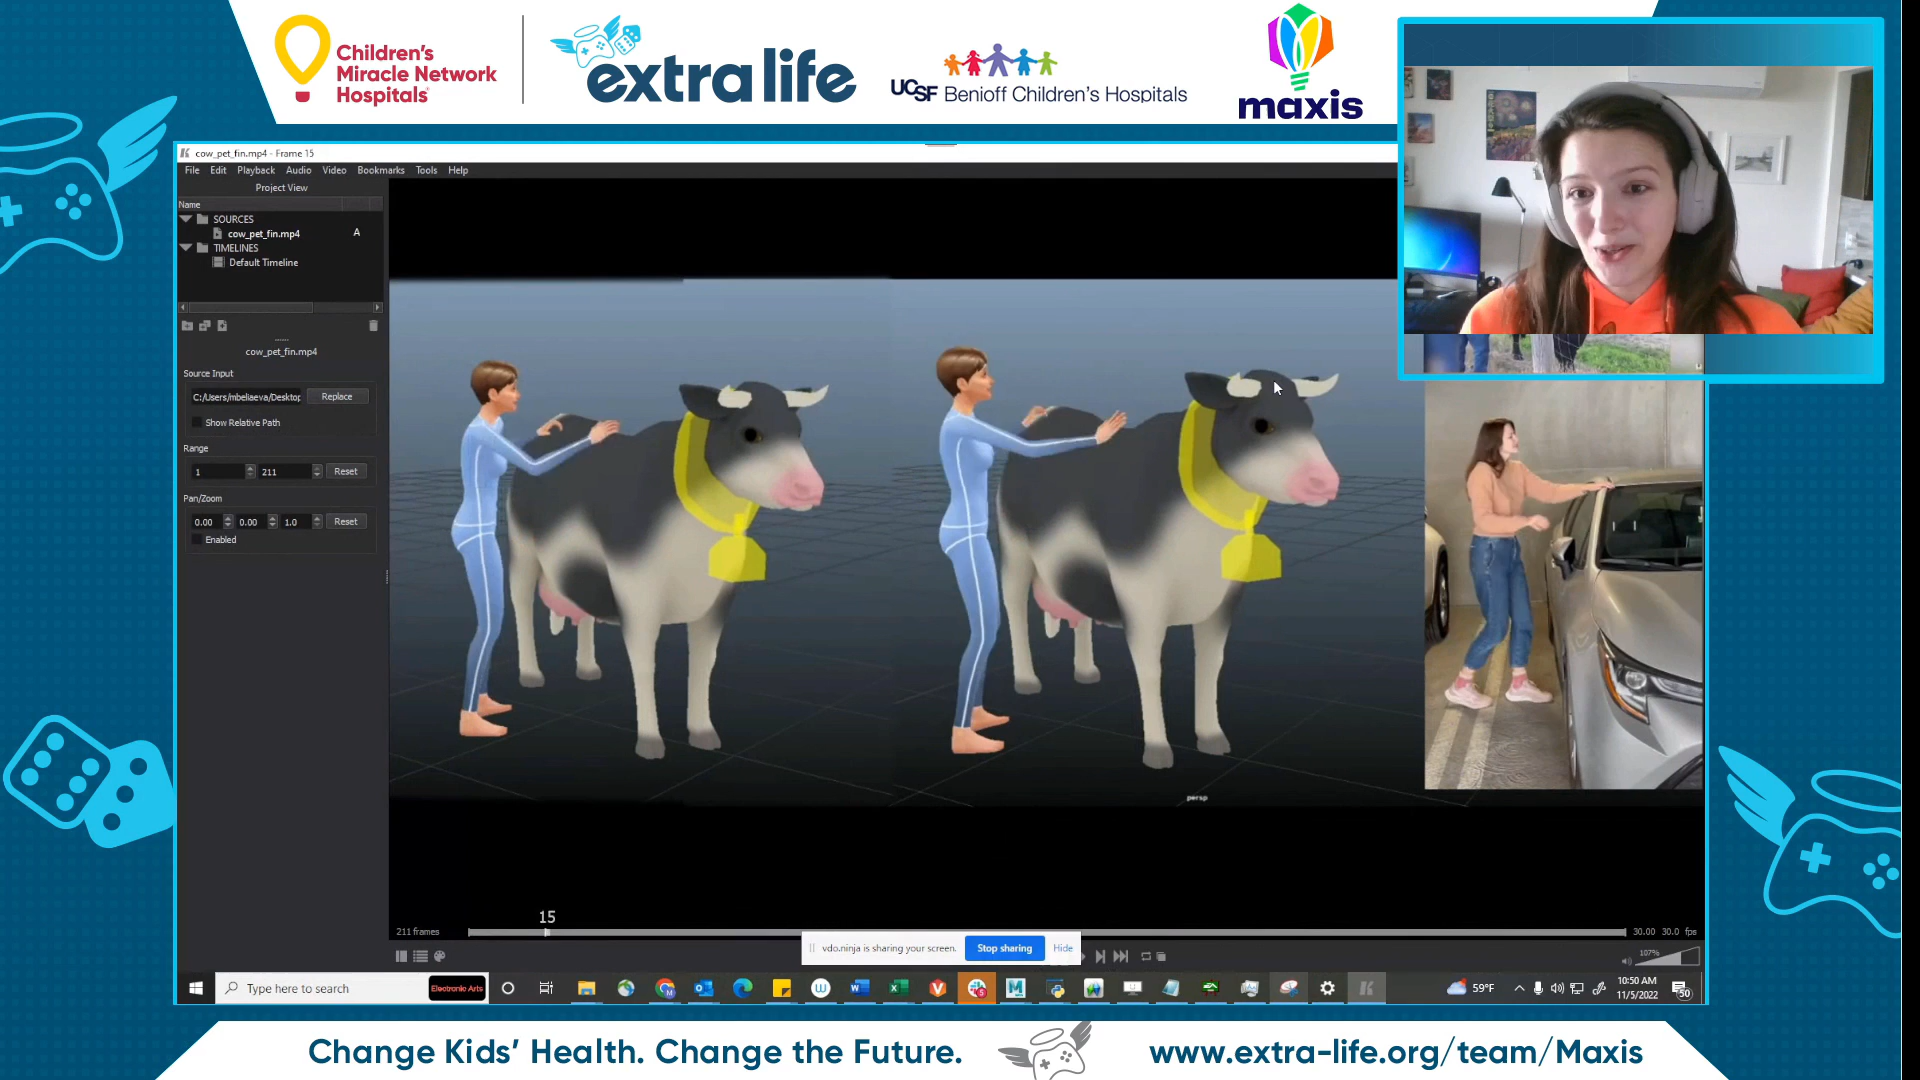 Children's
Miracle Network
Hospitals
extra life
UCSF Benioff Children's Hospitals
maxis
cow_pet_fin.mp4 - Frame 15
File Edit Playback Audio Video Bookmarks Tools Help
Project View
Name
SOURCES
cow_pet_fin.mp4 A
TIMELINES
Default Timeline
cow_pet_fin.mp4
Source Input
C:/Users/mbeliaeva/Desktop Replace
Show Relative Path
Range
1 211 Reset
Pan/Zoom
0.00 0.00 1.0 Reset
Enabled
persp
15
211 frames
30.00 30.0 fps
vdo.ninja is sharing your screen. Stop sharing Hide
107%
Type here to search
Electronic Arts
59°F
10:50 AM
11/5/2022
50
Change Kids' Health. Change the Future.
www.extra-life.org/team/Maxis